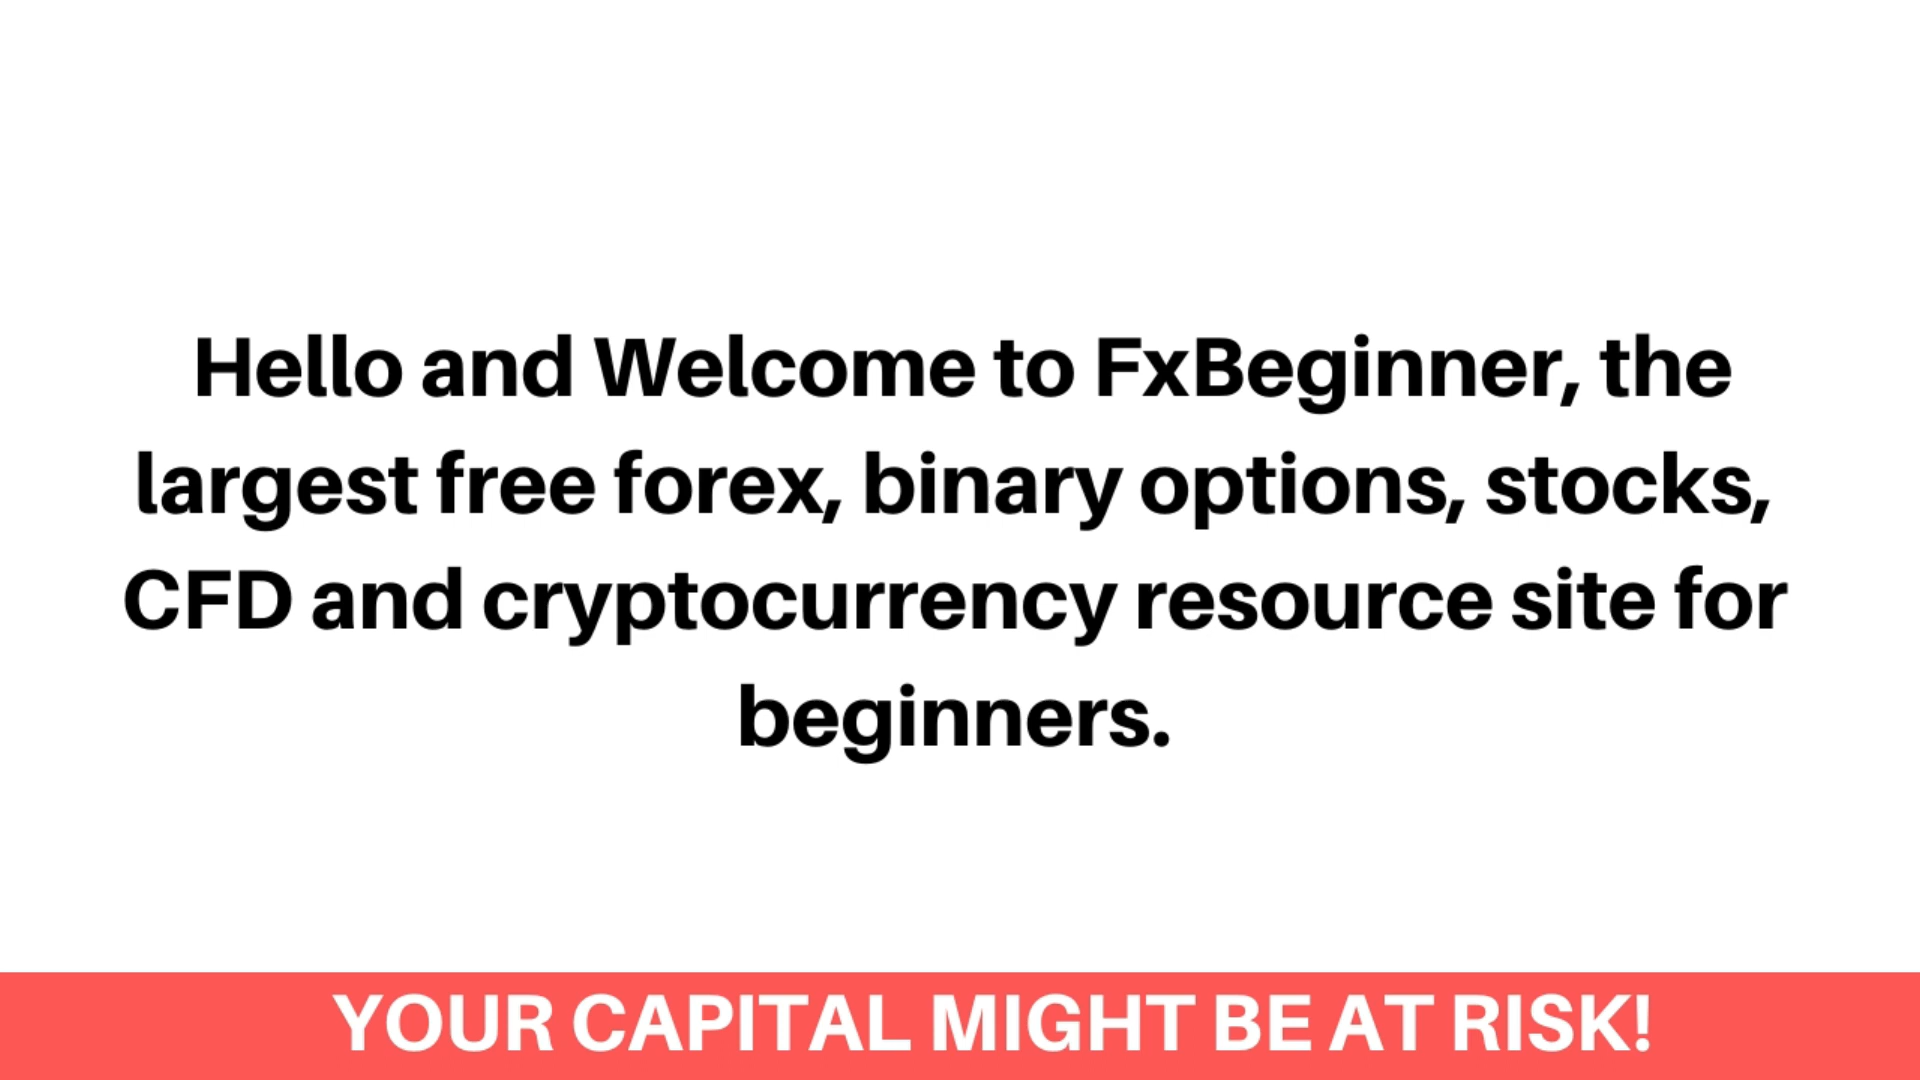 Hello and Welcome to FxBeginner, the
largest free forex, binary options, stocks,
CFD and cryptocurrency resource site for
beginners.
YOUR CAPITAL MIGHT BE AT RISK!